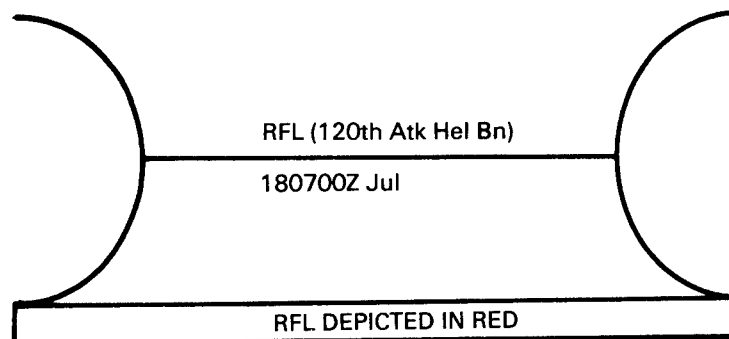 RFL (120th Atk Hel Bn)
180700Z Jul
RFL DEPICTED IN RED